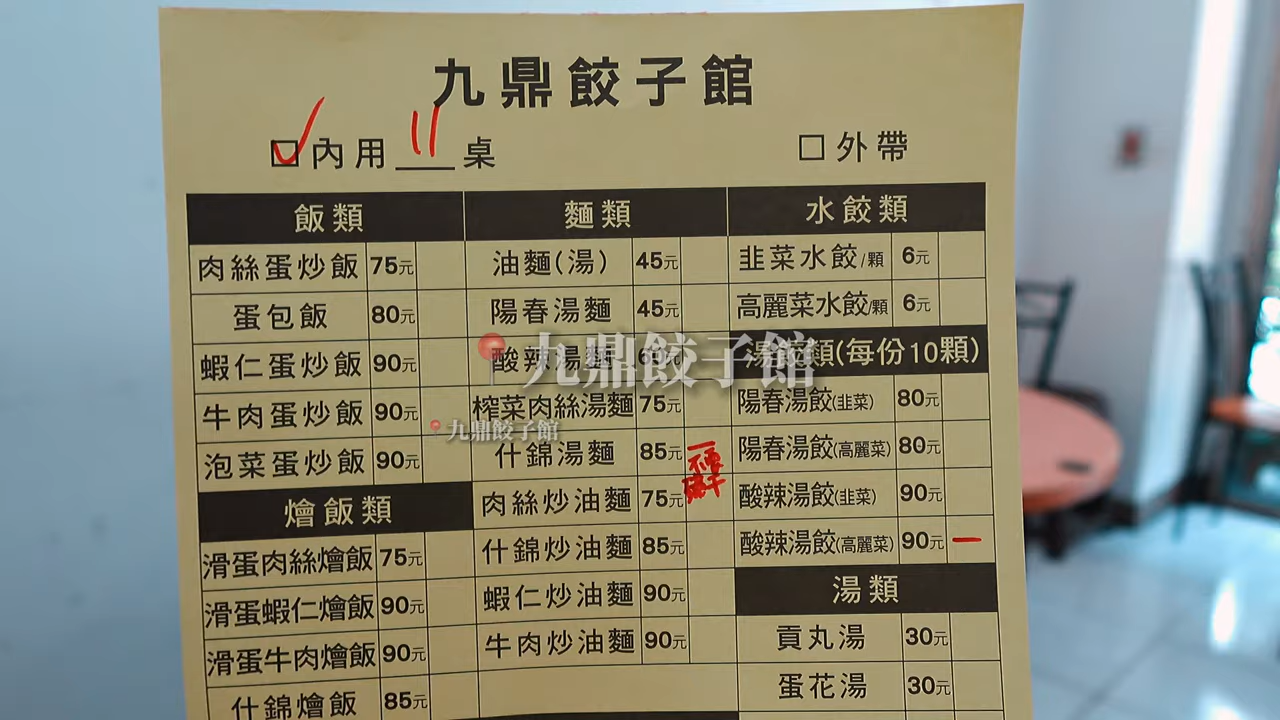 九鼎餃子館
內用 11 桌
外帶
飯類
肉絲蛋炒飯 75元
蛋包飯 80元
蝦仁蛋炒飯 90元
牛肉蛋炒飯 90元
泡菜蛋炒飯 90元
燴飯類
滑蛋肉絲燴飯 75元
滑蛋蝦仁燴飯 90元
滑蛋牛肉燴飯 90元
什錦燴飯 85元
麵類
油麵(湯) 45元
陽春湯麵 45元
酸辣湯麵 60元
榨菜肉絲湯麵 75元
什錦湯麵 85元 一
肉絲炒油麵 75元
什錦炒油麵 85元
蝦仁炒油麵 90元
牛肉炒油麵 90元
水餃類
韭菜水餃/顆 6元
高麗菜水餃/顆 6元
湯餃類(每份10顆)
陽春湯餃(韭菜) 80元
陽春湯餃(高麗菜) 80元
酸辣湯餃(韭菜) 90元
酸辣湯餃(高麗菜) 90元 一
湯類
貢丸湯 30元
蛋花湯 30元
九鼎餃子館
九鼎餃子館